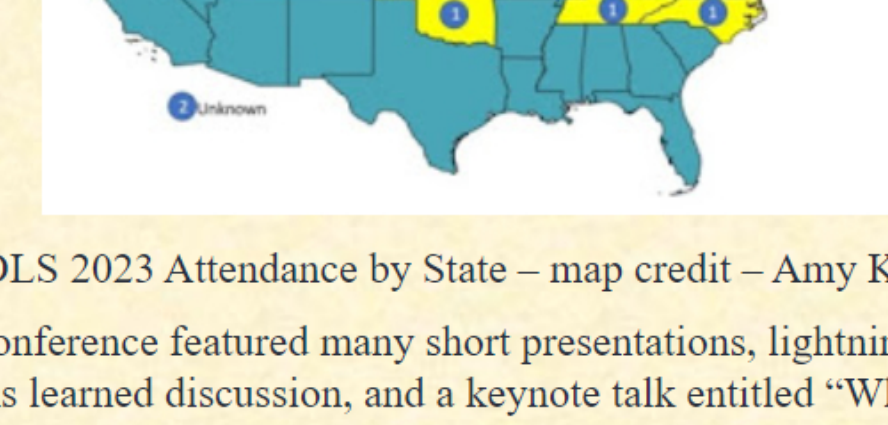 1 1 1
2 Unknown
DLS 2023 Attendance by State – map credit – Amy K
onference featured many short presentations, lightnin
s learned discussion, and a keynote talk entitled “Wh